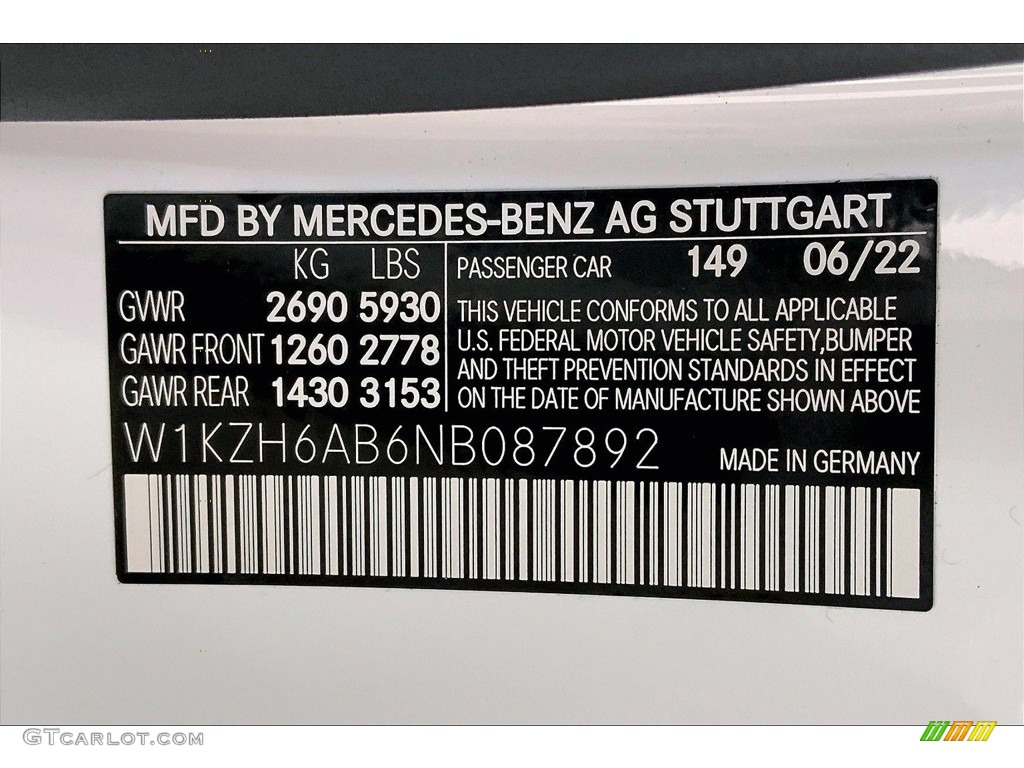 MFD BY MERCEDES-BENZ AG STUTTGART
KG LBS
GVWR 2690 5930
GAWR FRONT 1260 2778
GAWR REAR 1430 3153
PASSENGER CAR 149 06/22
THIS VEHICLE CONFORMS TO ALL APPLICABLE
U.S. FEDERAL MOTOR VEHICLE SAFETY,BUMPER
AND THEFT PREVENTION STANDARDS IN EFFECT
ON THE DATE OF MANUFACTURE SHOWN ABOVE
W1KZH6AB6NB087892
MADE IN GERMANY
GTCARLOT.COM